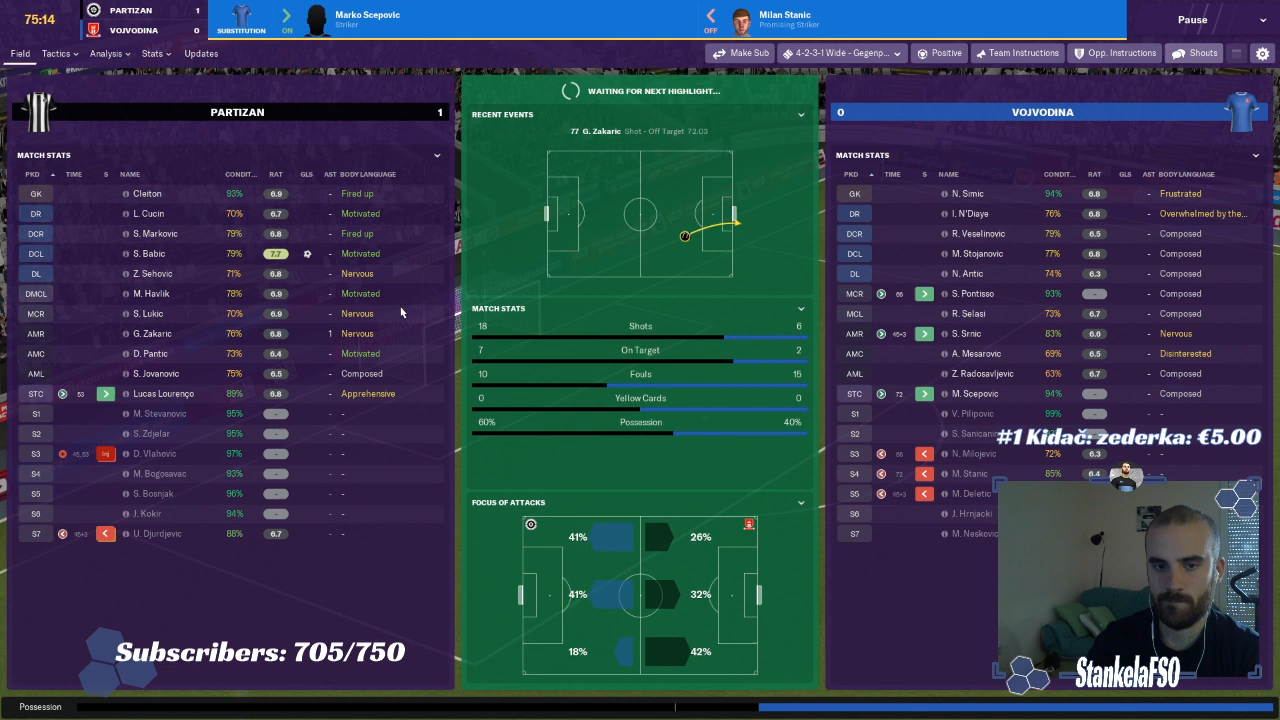 75:14
PARTIZAN 1
VOJVODINA 0
SUBSTITUTION
ON
Marko Scepovic
Striker
OFF
Milan Stanic
Promising Striker
Pause
Field Tactics Analysis Stats Updates
Make Sub 4-2-3-1 Wide - Gegenp... Positive Team Instructions Opp. Instructions Shouts
PARTIZAN 1
MATCH STATS
PKD TIME S NAME CONDIT... RAT GLS AST BODY LANGUAGE
GK Cleiton 93% 6.9 - Fired up
DR L. Cucin 70% 6.7 - Motivated
DCR S. Markovic 79% 6.8 - Fired up
DCL S. Babic 79% 7.7 - Motivated
DL Z. Sehovic 71% 6.8 - Nervous
DMCL M. Havlik 78% 6.9 - Motivated
MCR S. Lukic 70% 6.9 - Nervous
AMR G. Zakaric 76% 6.8 1 Nervous
AMC D. Pantic 73% 6.4 - Motivated
AML S. Jovanovic 75% 6.5 - Composed
STC 53 Lucas Lourenço 89% 6.8 - Apprehensive
S1 M. Stevanovic 95% - - -
S2 S. Zdjelar 95% - - -
S3 45, 53 Inj D. Vlahovic 97% - - -
S4 M. Bogosavac 93% - - -
S5 S. Bosnjak 96% - - -
S6 J. Kokir 94% - - -
S7 45+3 U. Djurdjevic 88% 6.7 - -
WAITING FOR NEXT HIGHLIGHT...
RECENT EVENTS
77 G. Zakaric Shot - Off Target 72:03
MATCH STATS
18 Shots 6
7 On Target 2
10 Fouls 15
0 Yellow Cards 0
60% Possession 40%
FOCUS OF ATTACKS
41% 26%
41% 32%
18% 42%
0 VOJVODINA
MATCH STATS
PKD TIME S NAME CONDIT... RAT GLS AST BODY LANGUAGE
GK N. Simic 94% 6.8 - Frustrated
DR I. N'Diaye 76% 6.8 - Overwhelmed by the...
DCR R. Veselinovic 79% 6.5 - Composed
DCL M. Stojanovic 77% 6.8 - Composed
DL N. Antic 74% 6.3 - Composed
MCR 66 S. Pontisso 93% - - Composed
MCL R. Selasi 73% 6.7 - Composed
AMR 45+3 S. Srnic 83% 6.6 - Nervous
AMC A. Mesarovic 69% 6.5 - Disinterested
AML Z. Radosavljevic 63% 6.7 - Composed
STC 72 M. Scepovic 94% - - Composed
S1 V. Pilipovic 99% - - -
S2
S3 66 N. Milojevic 72% 6.3 - -
S4 72 M. Stanic 85% 6.4 - -
S5 45+3 M. Deletic
S6 J. Hrnjacki
S7 M. Neskovic
#1 Kidač: zederka: €5.00
Subscribers: 705/750
StankelaFSO
Possession